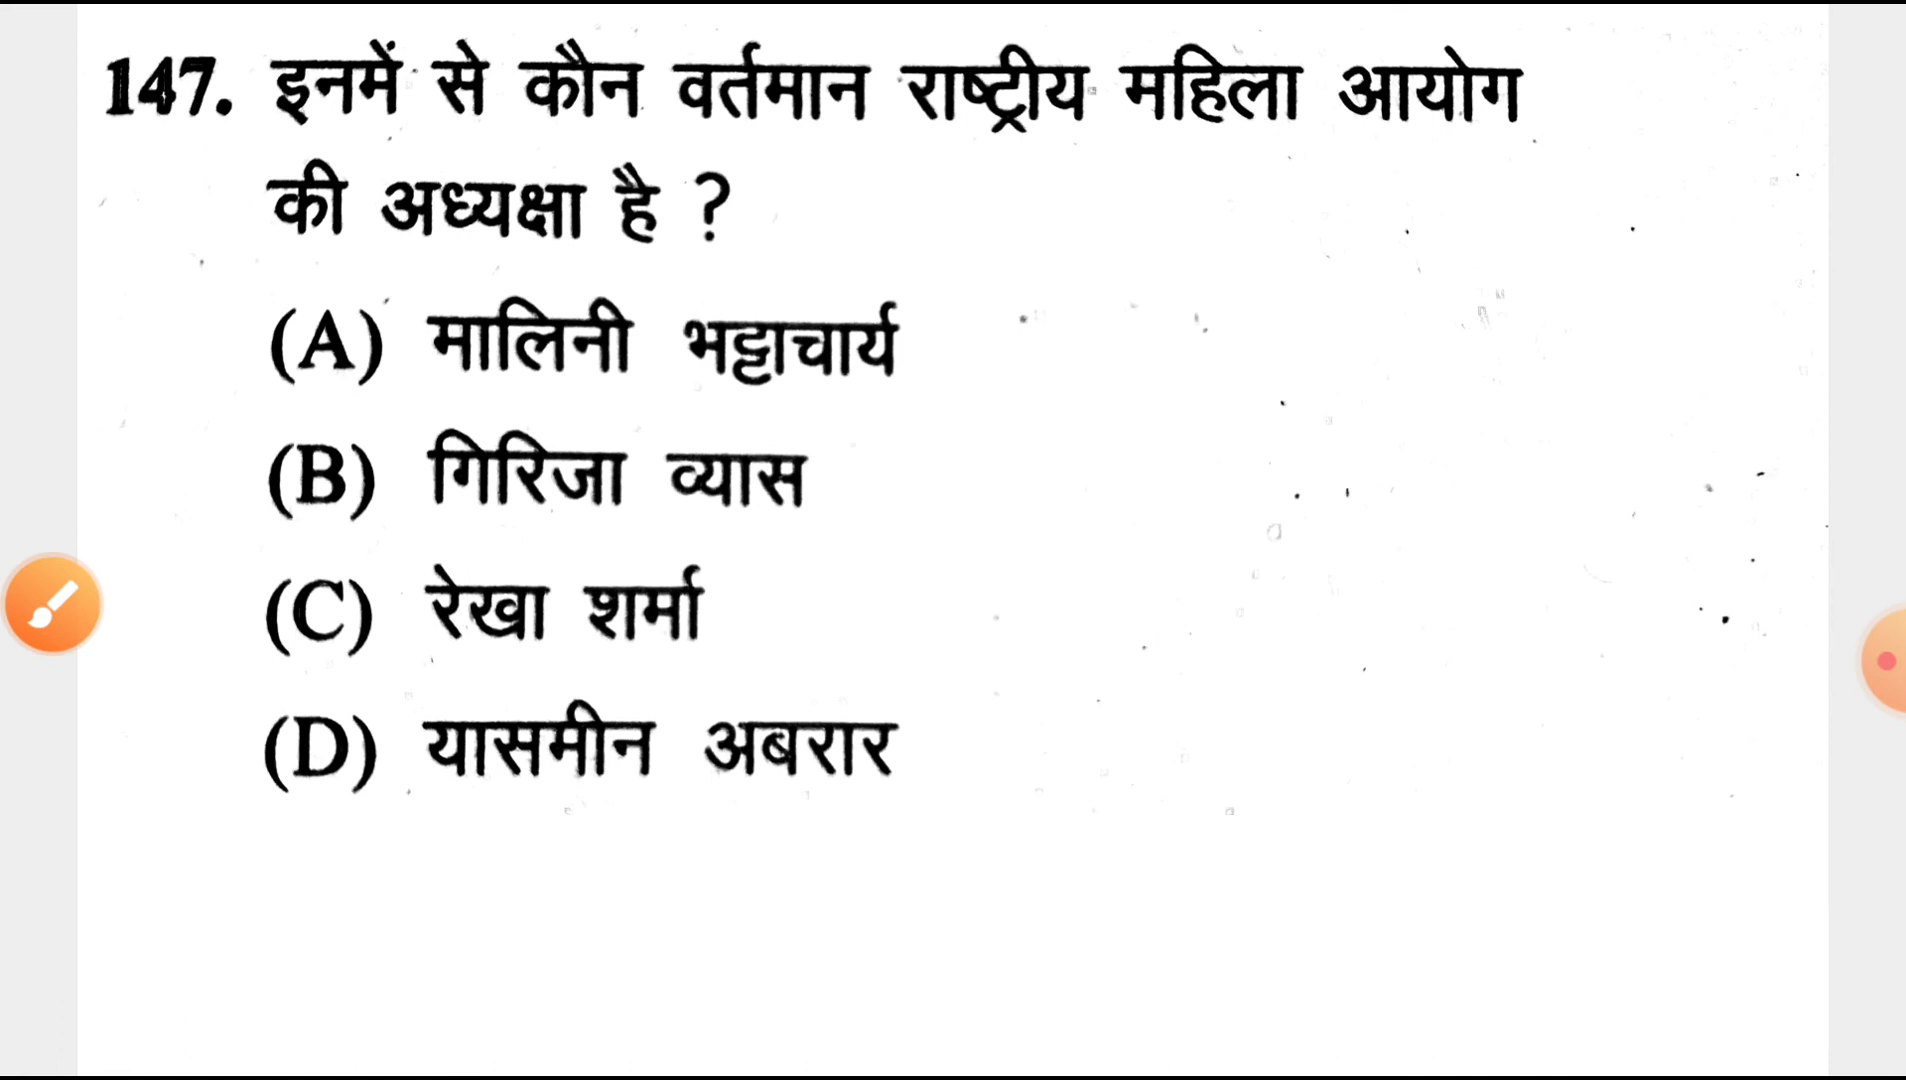 147. इनमें से कौन वर्तमान राष्ट्रीय महिला आयोग
की अध्यक्षा है ?
(A) मालिनी भट्टाचार्य
(B) गिरिजा व्यास
(C) रेखा शर्मा
(D) यासमीन अबरार